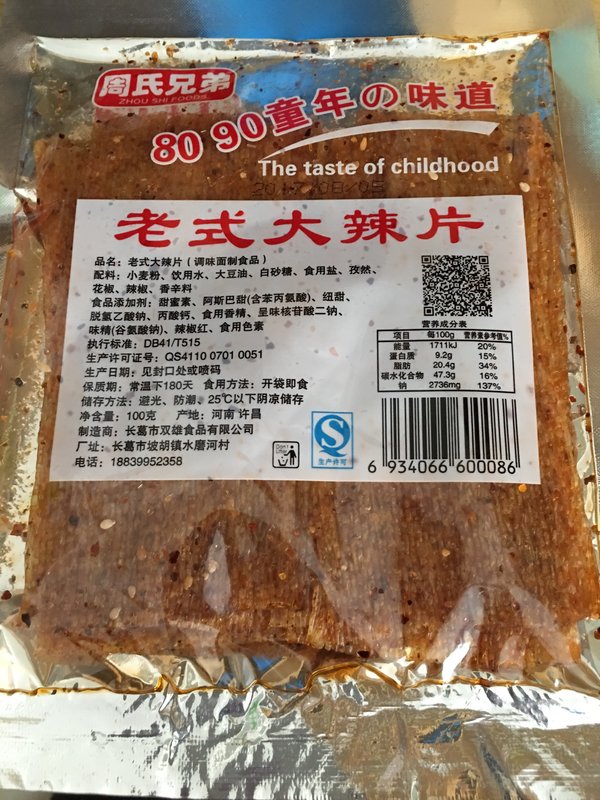 周氏兄弟
ZHOU SHI FOODS
80 90童年の味道
The taste of childhood
2017/08/05
老式大辣片
品名：老式大辣片（调味面制食品）
配料：小麦粉、饮用水、大豆油、白砂糖、食用盐、孜然、
花椒、辣椒、香辛料
食品添加剂：甜蜜素、阿斯巴甜(含苯丙氨酸)、纽甜、
脱氢乙酸钠、丙酸钙、食用香精、呈味核苷酸二钠、
味精(谷氨酸钠)、辣椒红、食用色素
执行标准：DB41/T515
生产许可证号：QS4110 0701 0051
生产日期：见封口处或喷码
保质期：常温下180天 食用方法：开袋即食
储存方法：避光、防潮、25℃以下阴凉储存
净含量：100克 产地：河南 许昌
制造商：长葛市双雄食品有限公司
厂址：长葛市坡胡镇水磨河村
电话：18839952358
营养成分表
项目 每100g 营养素参考值%
能量 1711kJ 20%
蛋白质 9.2g 15%
脂肪 20.4g 34%
碳水化合物 47.3g 16%
钠 2736mg 137%
生产许可
6 934066 600086